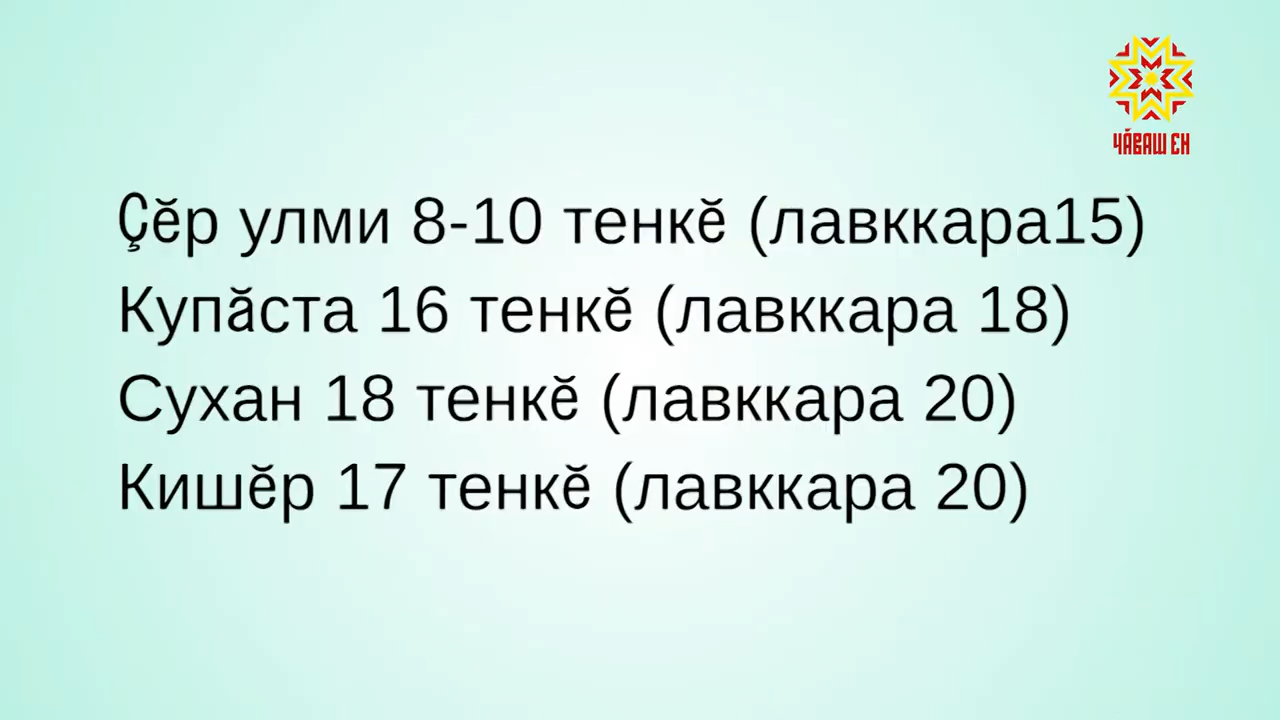 ЧӐВАШ ЕН
Ҫӗр улми 8-10 тенкӗ (лавккара15)
Купӑста 16 тенкӗ (лавккара 18)
Сухан 18 тенкӗ (лавккара 20)
Кишӗр 17 тенкӗ (лавккара 20)